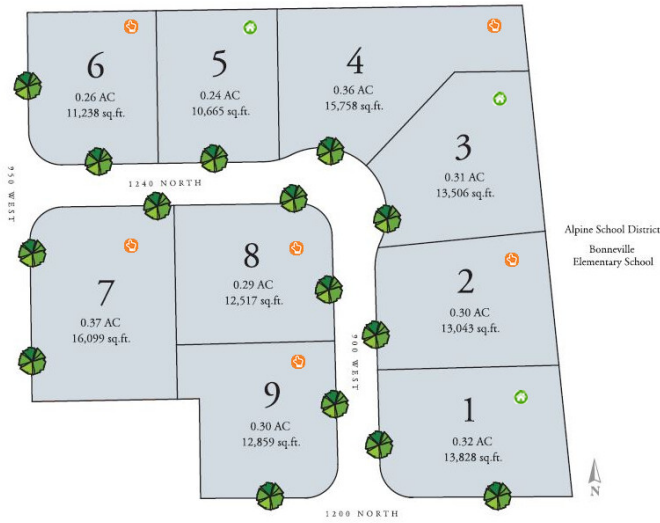 6
0.26 AC
11,238 sq.ft.
5
0.24 AC
10,665 sq.ft.
4
0.36 AC
15,758 sq.ft.
3
0.31 AC
13,506 sq.ft.
950 WEST
1240 NORTH
Alpine School District
Bonneville
Elementary School
7
0.37 AC
16,099 sq.ft.
8
0.29 AC
12,517 sq.ft.
2
0.30 AC
13,043 sq.ft.
900 WEST
9
0.30 AC
12,859 sq.ft.
1
0.32 AC
13,828 sq.ft.
N
1200 NORTH